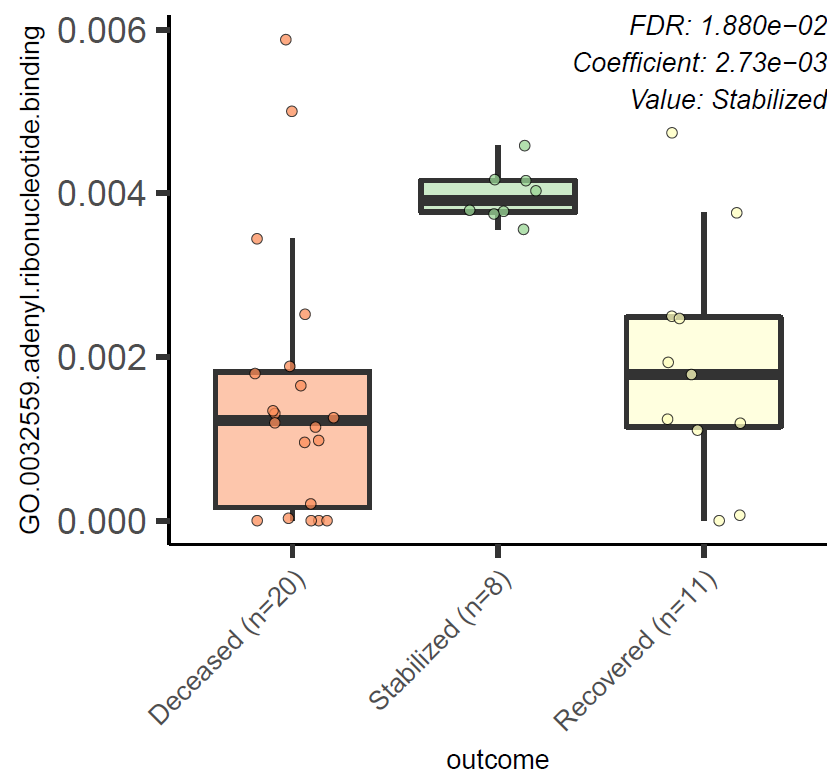 FDR: 1.880e−02
Coefficient: 2.73e−03
Value: Stabilized
GO.0032559.adenyl.ribonucleotide.binding
0.006
0.004
0.002
0.000
Deceased (n=20)
Stabilized (n=8)
Recovered (n=11)
outcome